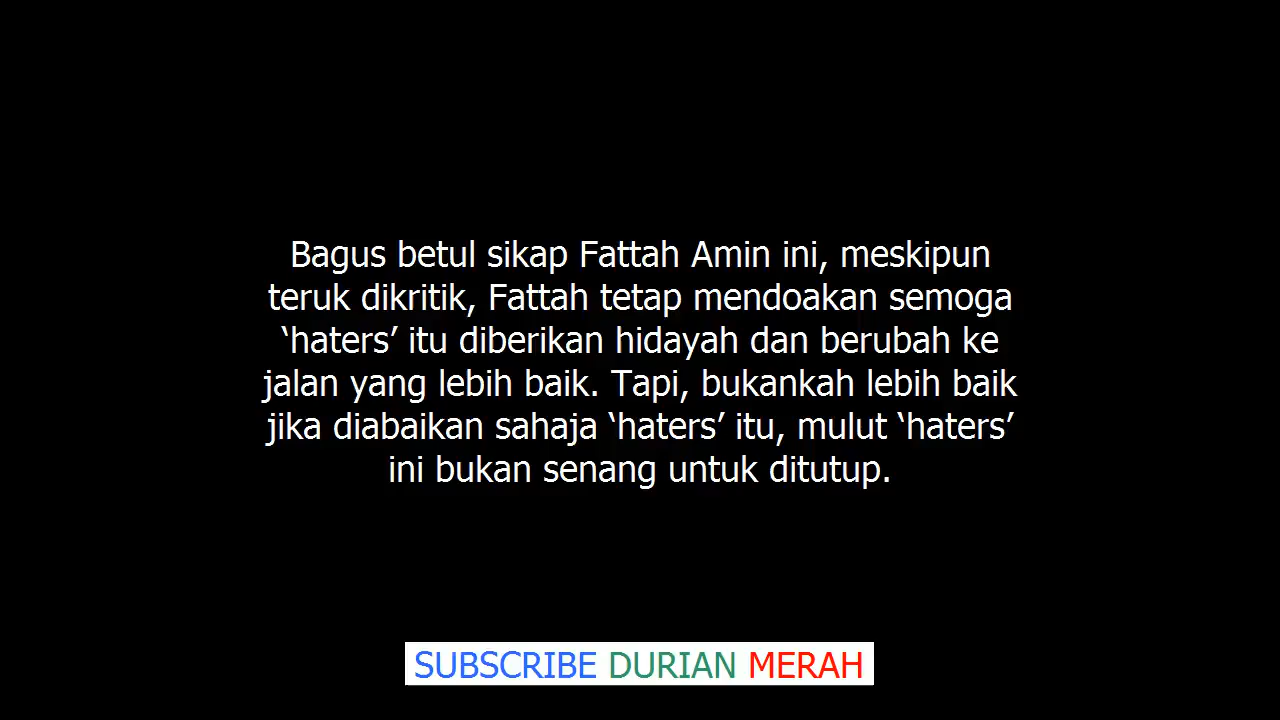 Bagus betul sikap Fattah Amin ini, meskipun
teruk dikritik, Fattah tetap mendoakan semoga
‘haters’ itu diberikan hidayah dan berubah ke
jalan yang lebih baik. Tapi, bukankah lebih baik
jika diabaikan sahaja ‘haters’ itu, mulut ‘haters’
ini bukan senang untuk ditutup.
SUBSCRIBE DURIAN MERAH